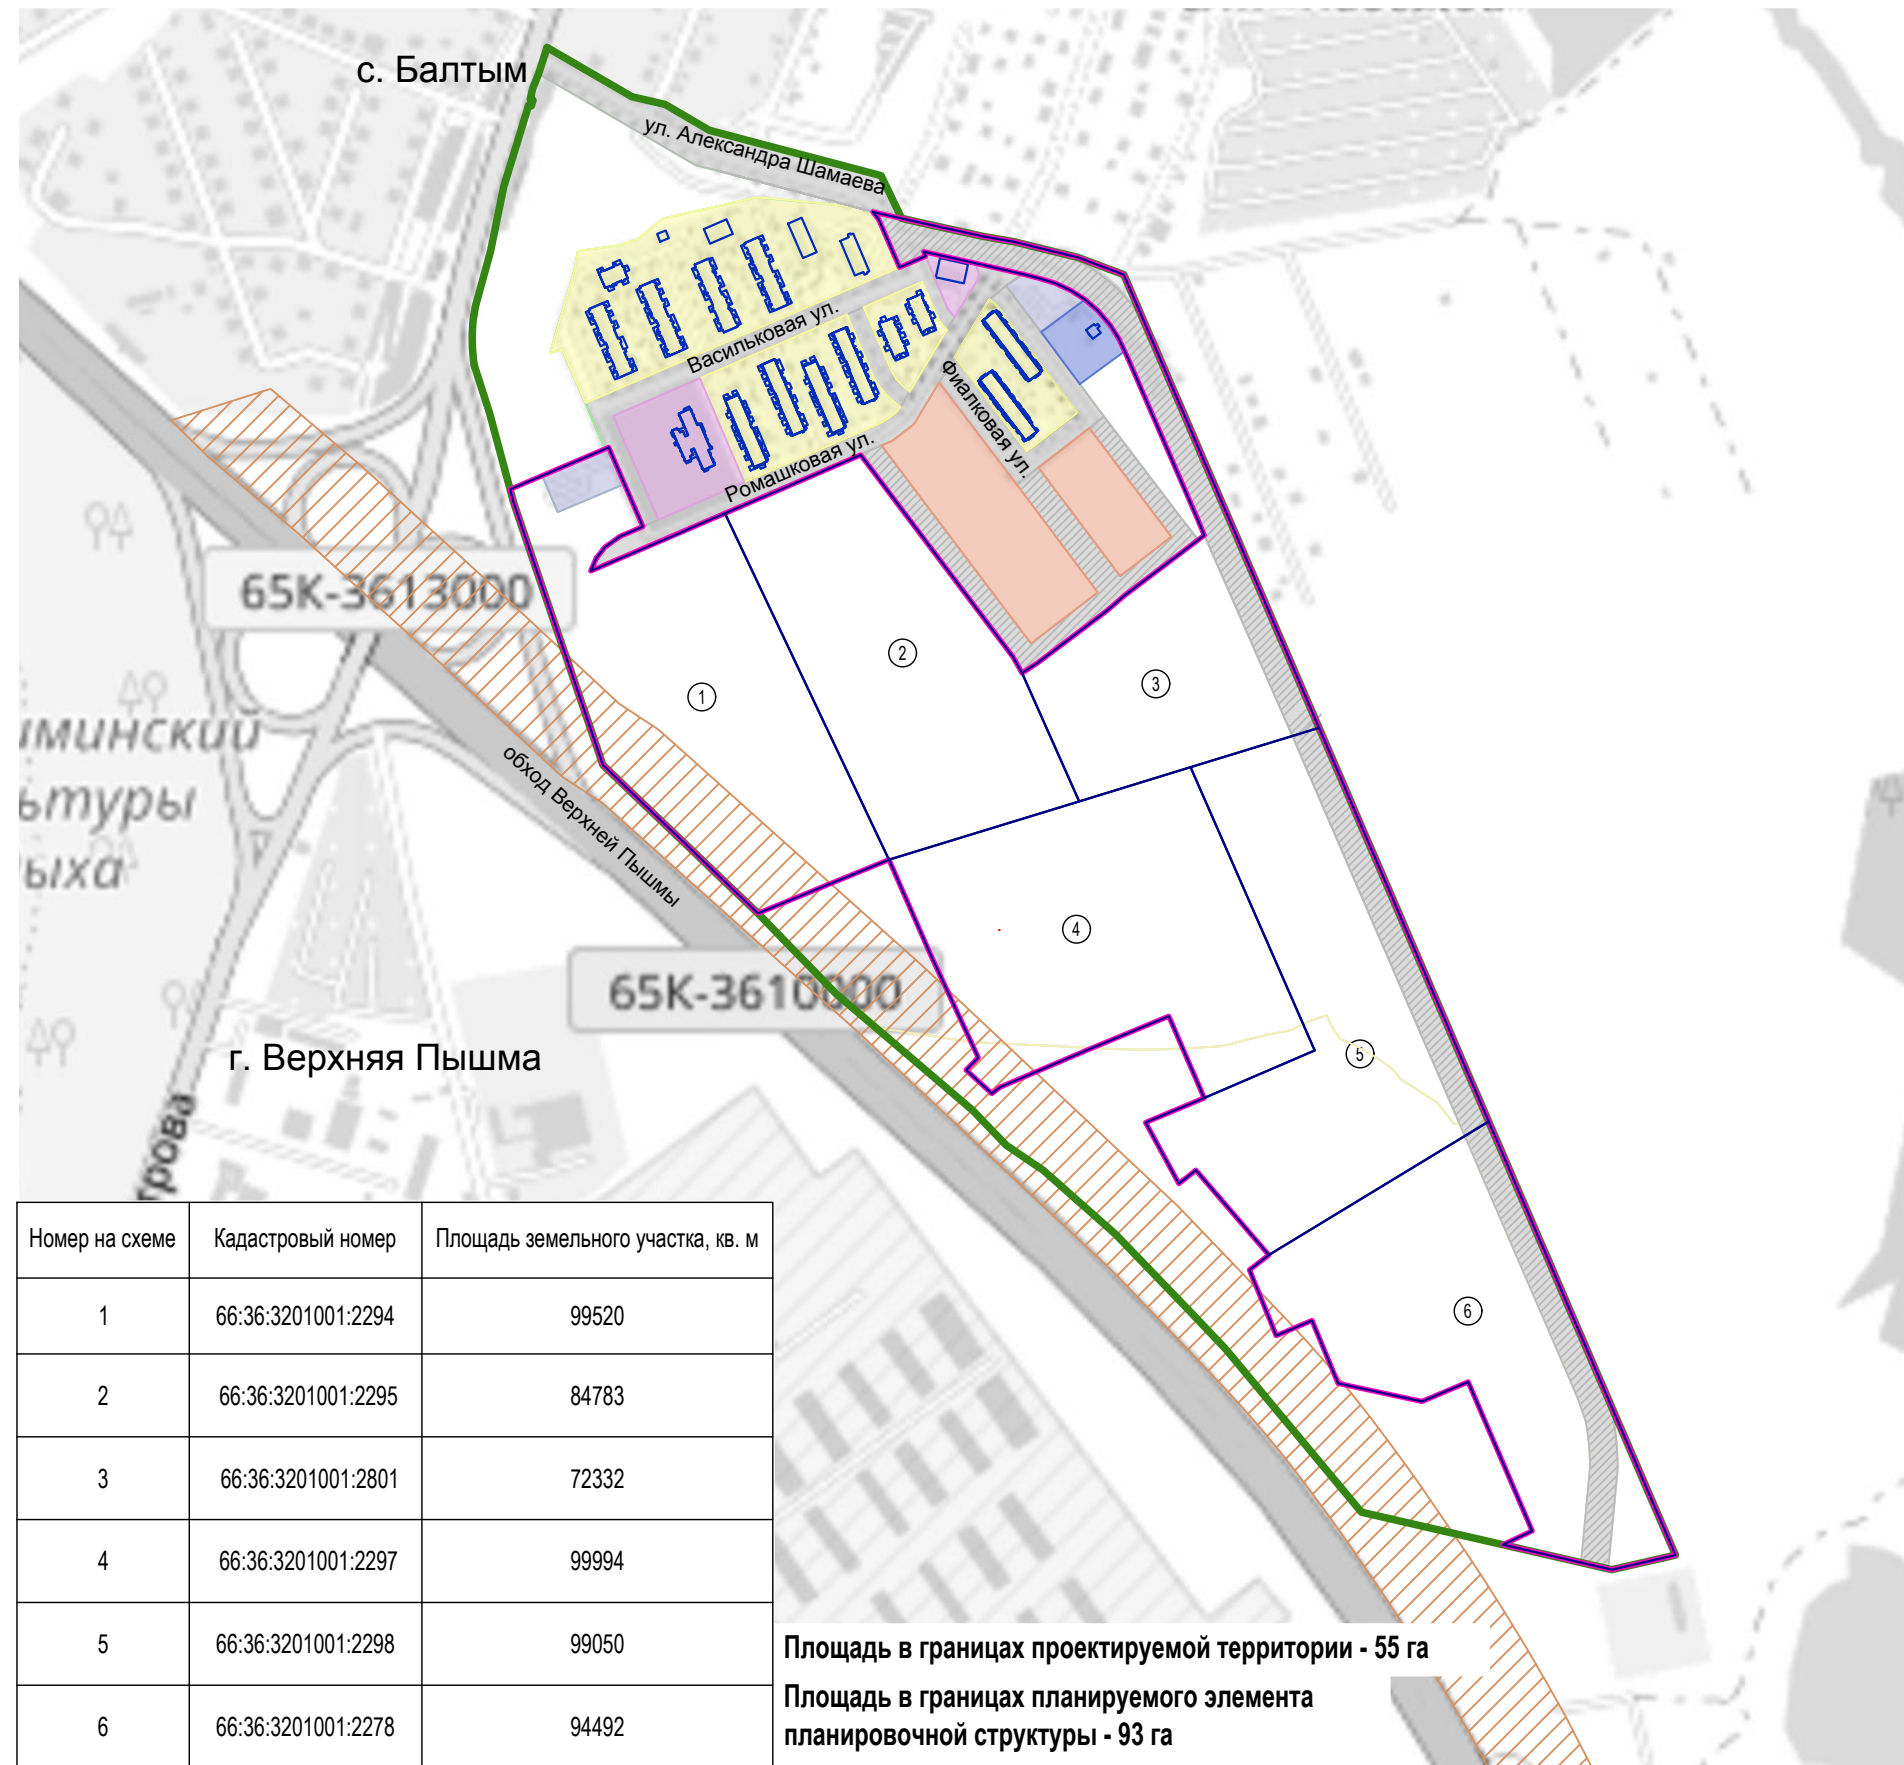 с. Балтым
ул. Александра Шамаева
Васильковая ул.
Фиалковая ул.
Ромашковая ул.
65К-3613000
1
2
3
обход Верхней Пышмы
4
65К-3610000
5
г. Верхняя Пышма
6
Номер на схеме Кадастровый номер Площадь земельного участка, кв. м
1 66:36:3201001:2294 99520
2 66:36:3201001:2295 84783
3 66:36:3201001:2801 72332
4 66:36:3201001:2297 99994
5 66:36:3201001:2298 99050
6 66:36:3201001:2278 94492
Площадь в границах проектируемой территории - 55 га
Площадь в границах планируемого элемента
планировочной структуры - 93 га